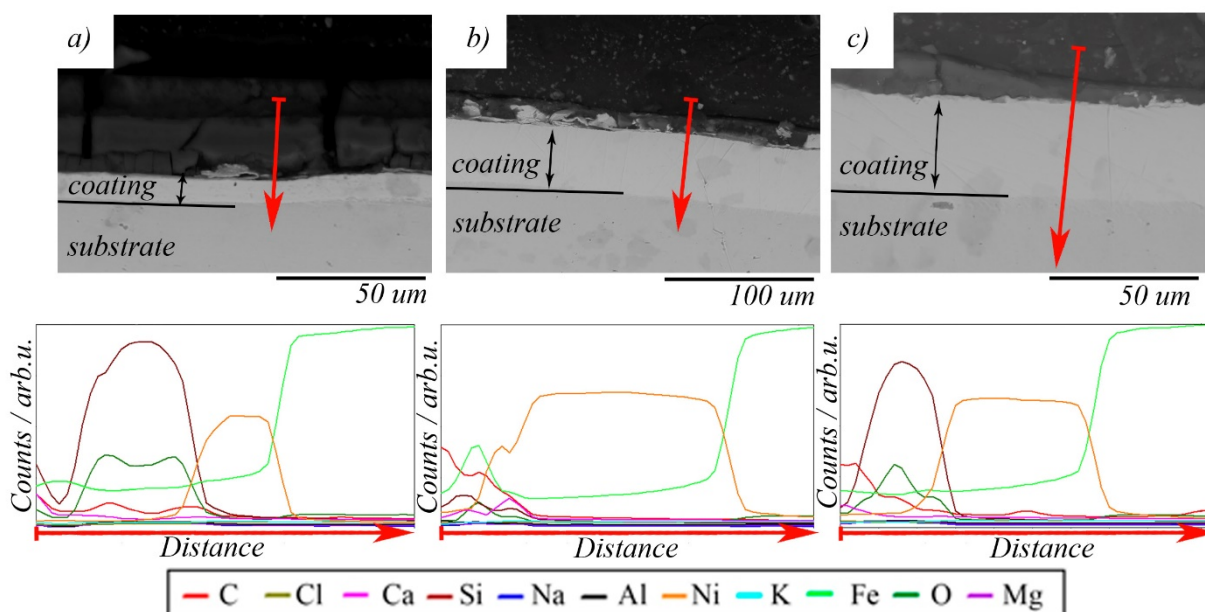 a)
coating
substrate
50 um
b)
coating
substrate
100 um
c)
coating
substrate
50 um
Counts / arb.u.
Distance
Counts / arb.u.
Distance
Counts / arb.u.
Distance
C Cl Ca Si Na Al Ni K Fe O Mg